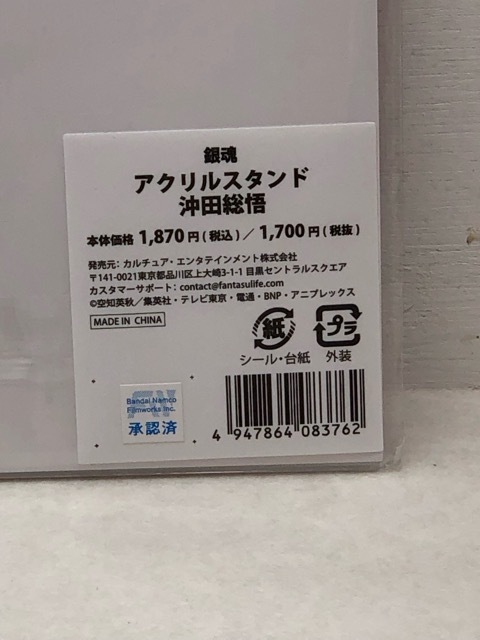 銀魂
アクリルスタンド
沖田総悟
本体価格 1,870円(税込) / 1,700円(税抜)
発売元: カルチュア・エンタテインメント株式会社
〒141-0021東京都品川区上大崎3-1-1 目黒セントラルスクエア
カスタマーサポート: contact@fantasulife.com
©空知英秋/集英社・テレビ東京・電通・BNP・アニプレックス
MADE IN CHINA
紙
プラ
シール・台紙
外装
Bandai Namco
Filmworks Inc.
承認済
4 947864 083762